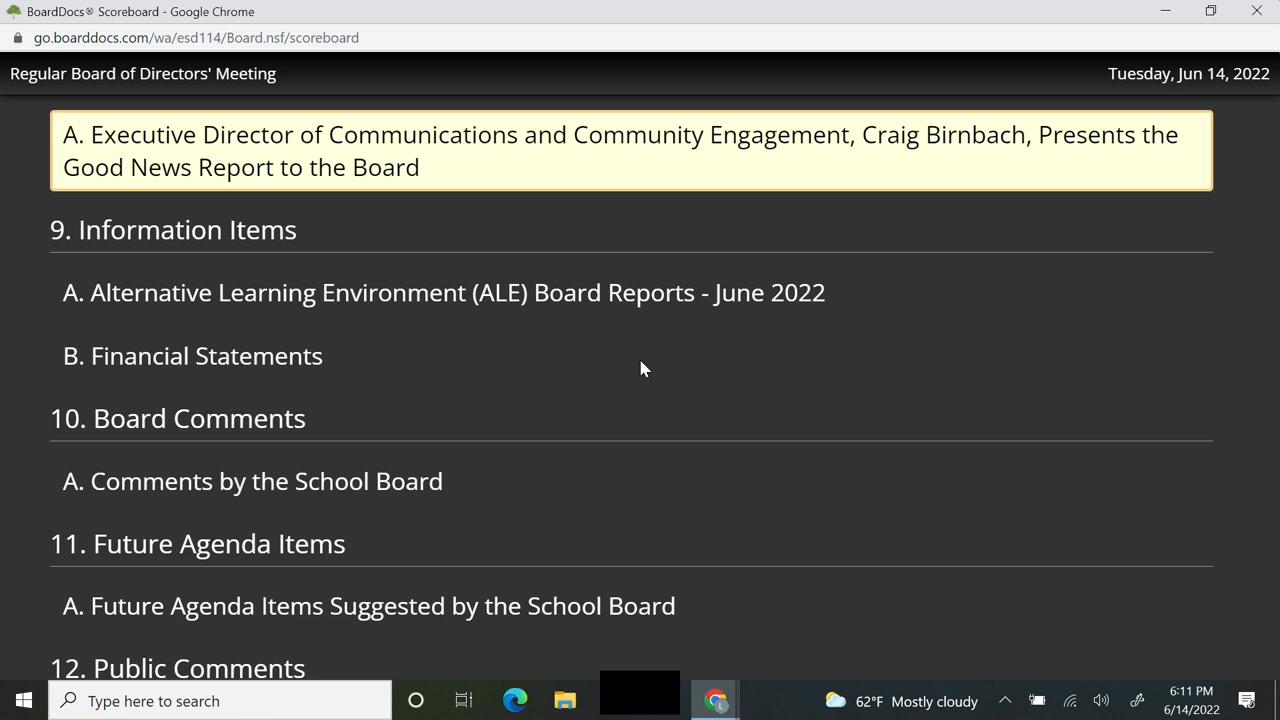 BoardDocs® Scoreboard - Google Chrome
go.boarddocs.com/wa/esd114/Board.nsf/scoreboard
Regular Board of Directors' Meeting
Tuesday, Jun 14, 2022
A. Executive Director of Communications and Community Engagement, Craig Birnbach, Presents the
Good News Report to the Board
9. Information Items
A. Alternative Learning Environment (ALE) Board Reports - June 2022
B. Financial Statements
10. Board Comments
A. Comments by the School Board
11. Future Agenda Items
A. Future Agenda Items Suggested by the School Board
12. Public Comments
Type here to search
L
62°F Mostly cloudy
6:11 PM
6/14/2022